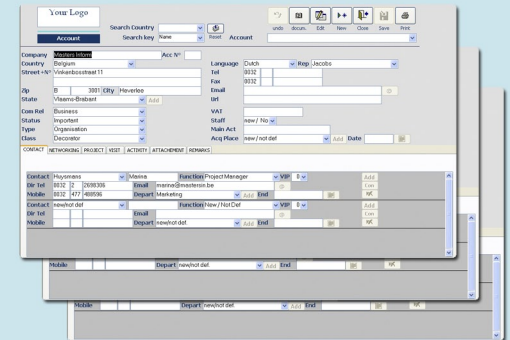 Your Logo
Search Country
undo docum. Edit New Close Save Print
Account Search key Name Reset Account
Company Masters Inform Acc N°
Country Belgium Language Dutch Rep Jacobs
Street+N° Vinkenbosstraat 11 Tel 0032
Fax 0032
Zip B 3001 City Heverlee Email @
State Vlaams-Brabant Add Url
Com Rel Business VAT
Status Important Staff new / No
Type Organisation Main Act
Class Decorator Acq Place new / not def Add Date
CONTACT NETWORKING PROJECT VISIT ACTIVITY ATTACHEMENT REMARKS
Contact Huysmans Marina Function Project Manager VIP 0 Add
Dir Tel 0032 2 2698306 Email marina@mastersin.be @ Con
Mobile 0032 477 488596 Depart Marketing Add End
Contact new/not def Function New / Not Def VIP 0 Add
Dir Tel Email @ Con
Mobile Depart new/not def. Add End
Mobile Depart new/not def. Add End
Mobile Depart new/not def. Add End